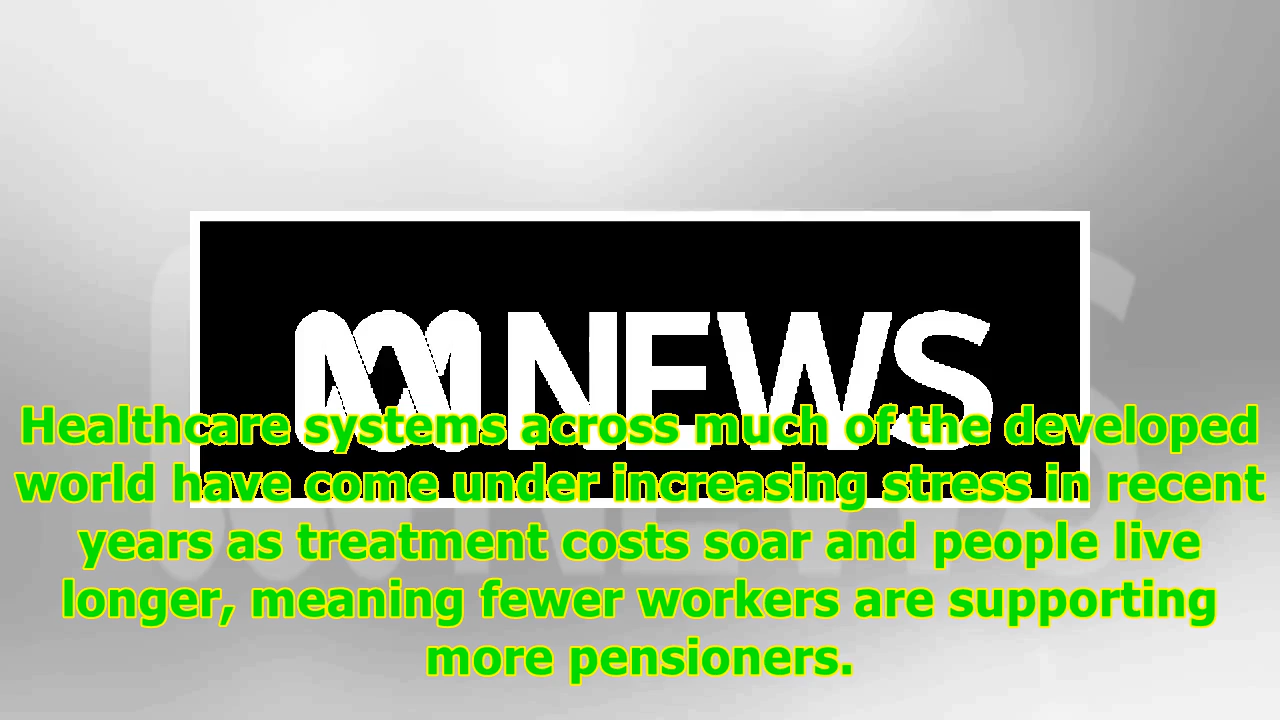 NEWS
Healthcare systems across much of the developed
world have come under increasing stress in recent
years as treatment costs soar and people live
longer, meaning fewer workers are supporting
more pensioners.